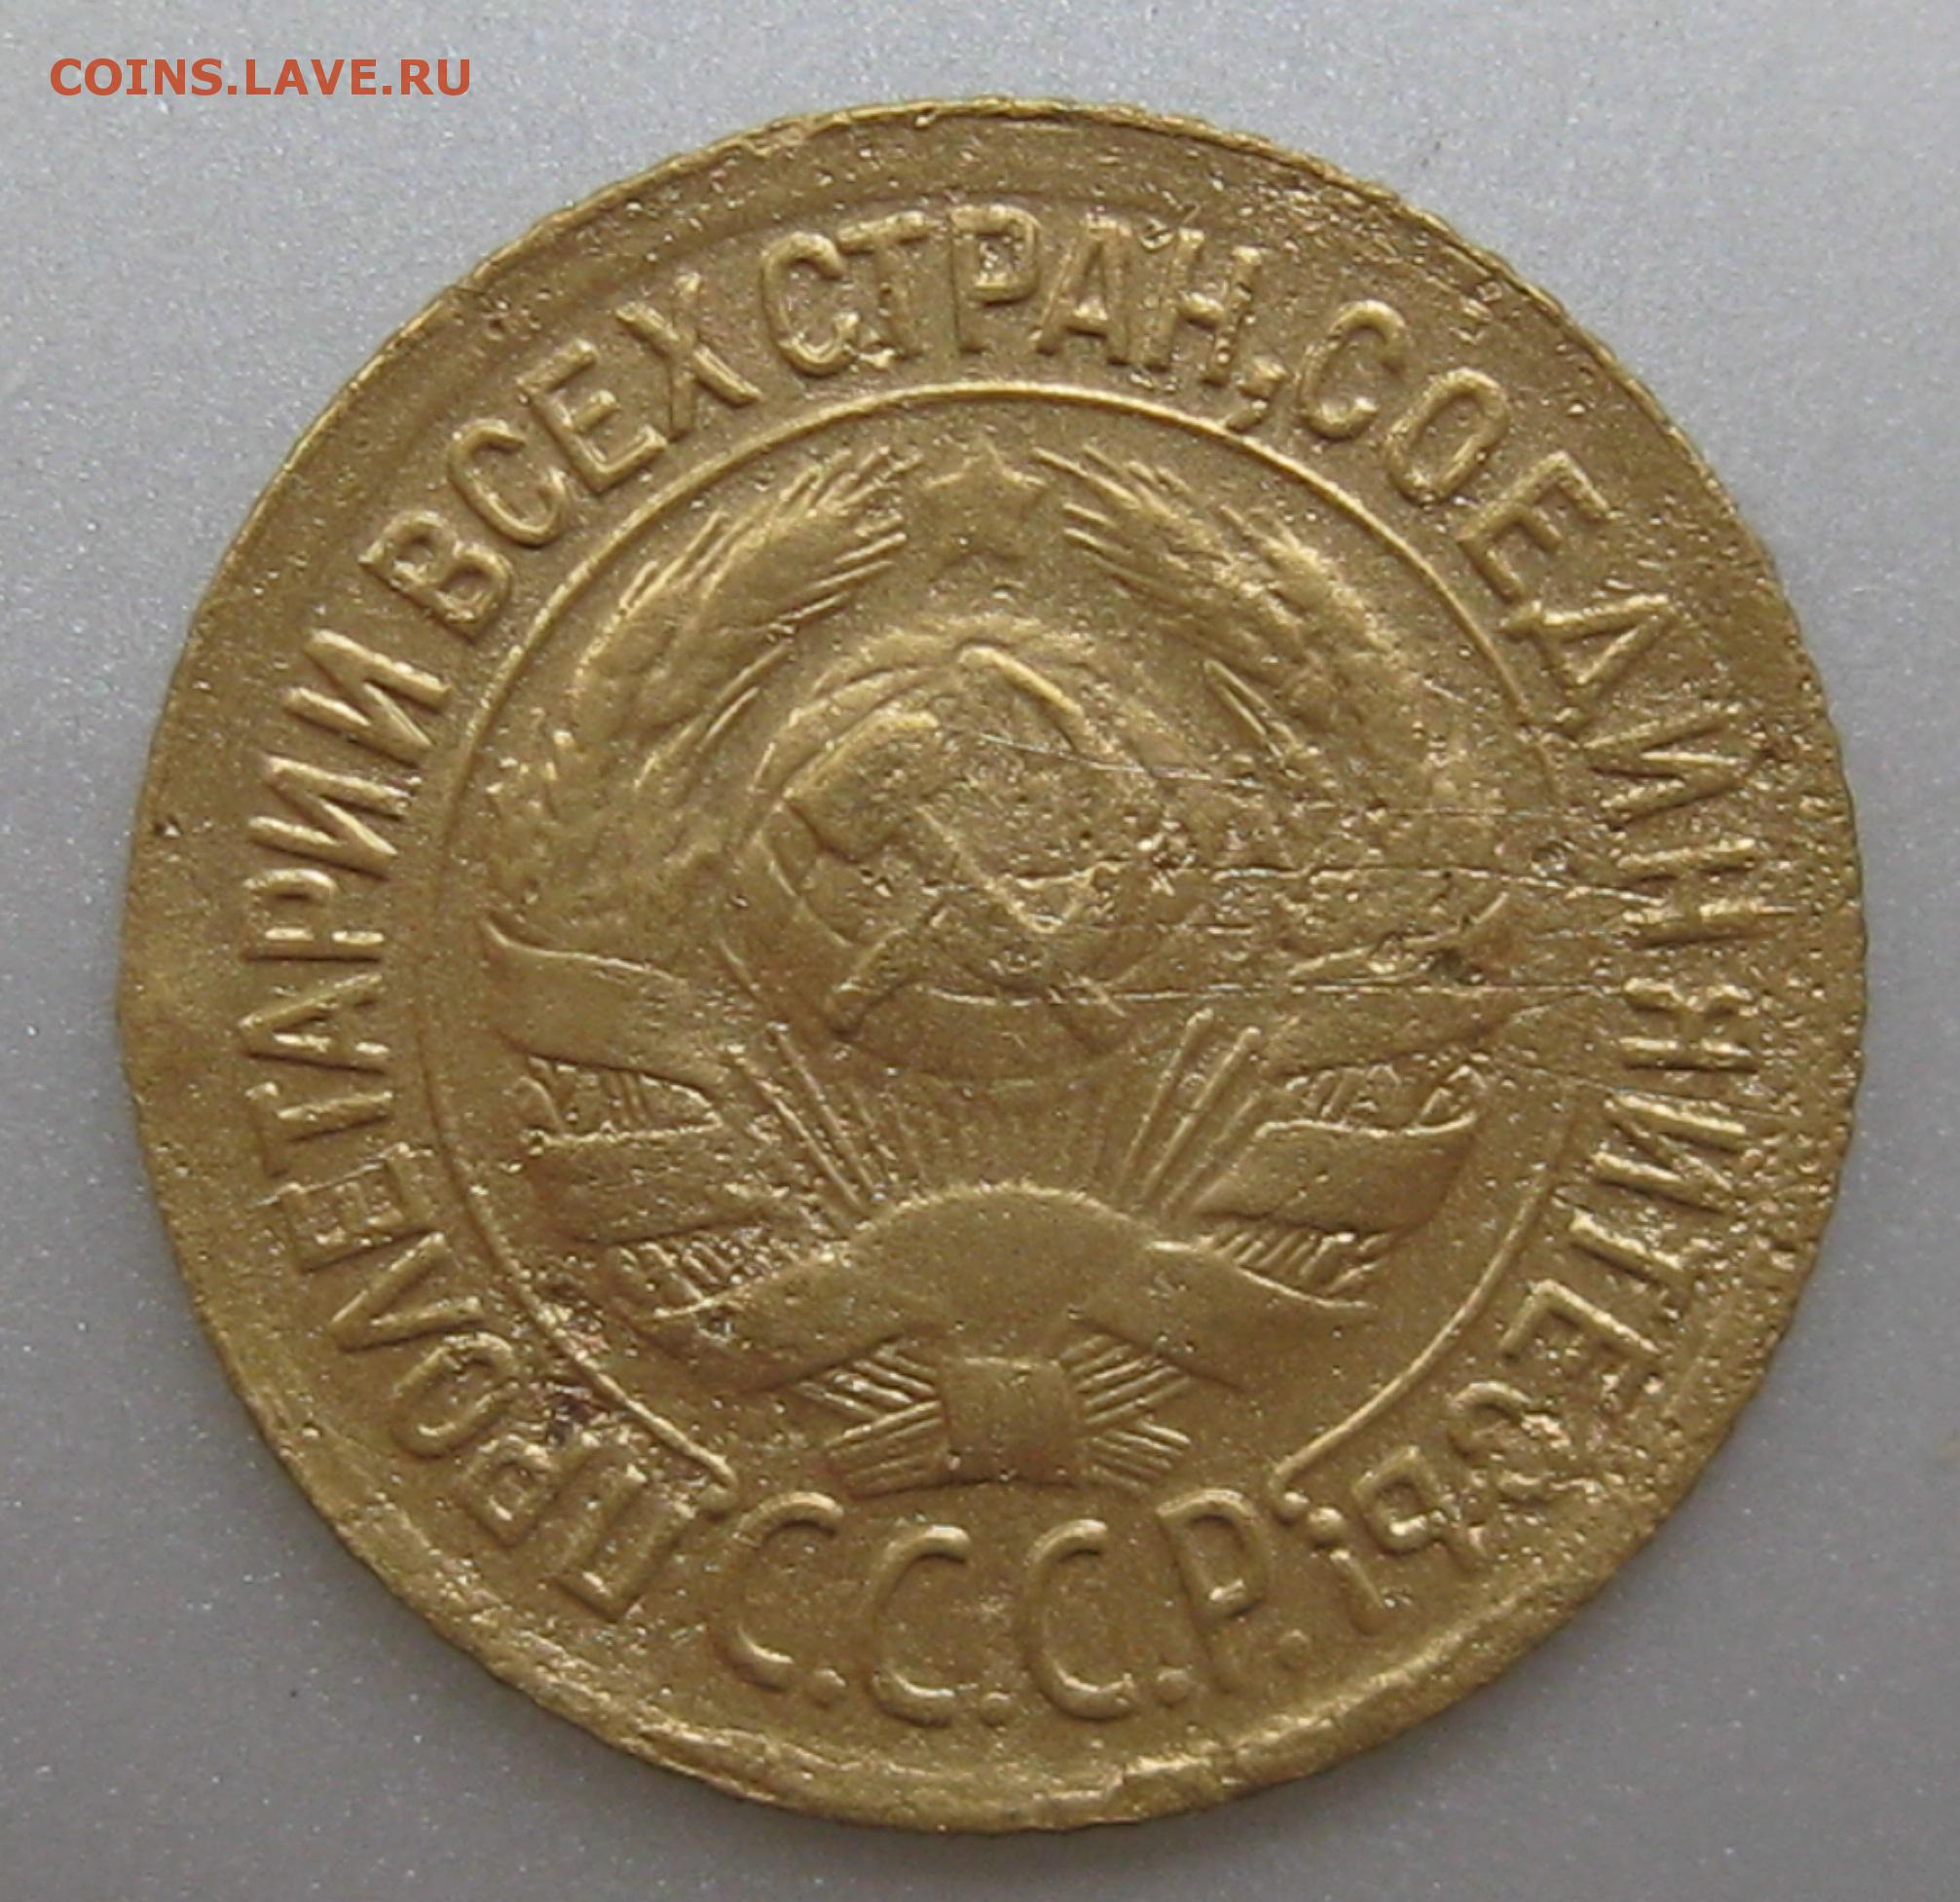 COINS.LAVE.RU
ПРОЛЕТАРИИ ВСЕХ СТРАН, СОЕДИНЯЙТЕСЬ!
С.С.С.Р.